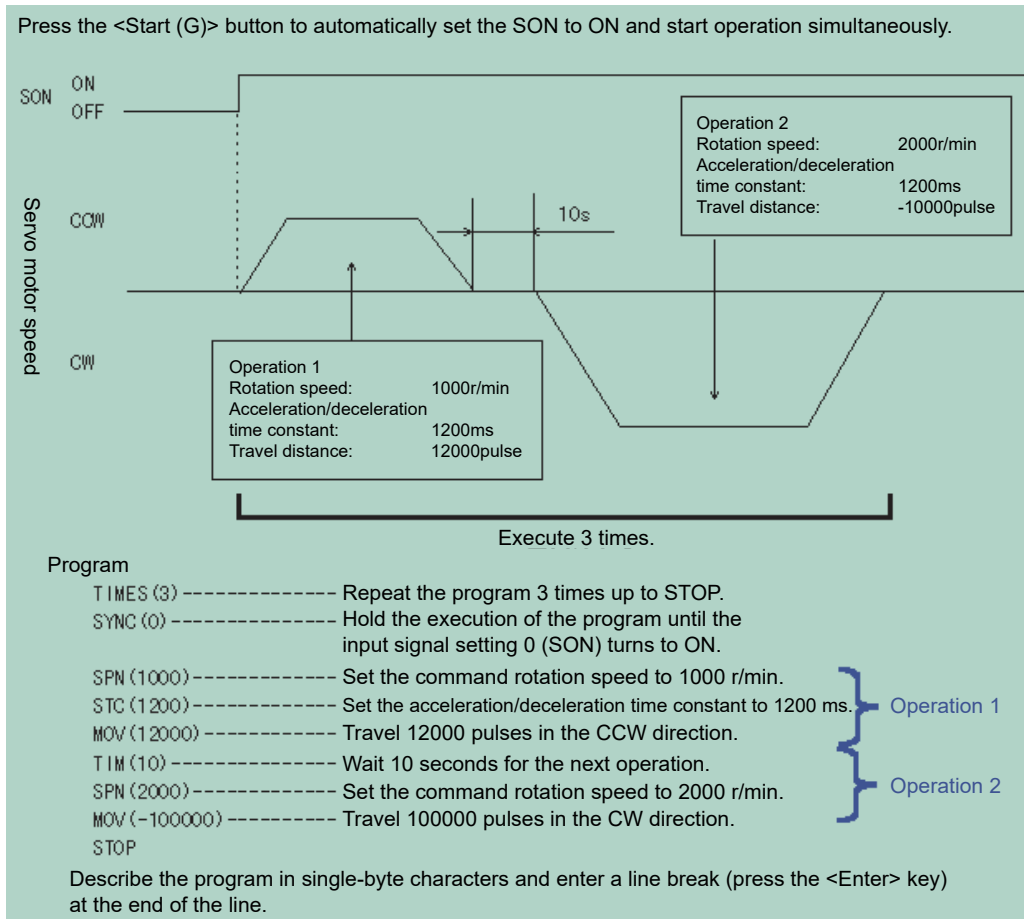 Press the <Start (G)> button to automatically set the SON to ON and start operation simultaneously.
SON
ON
OFF
Operation 2
Rotation speed: 2000r/min
Acceleration/deceleration
time constant: 1200ms
Travel distance: -10000pulse
Servo motor speed
CCW
10s
CW
Operation 1
Rotation speed: 1000r/min
Acceleration/deceleration
time constant: 1200ms
Travel distance: 12000pulse
Execute 3 times.
Program
TIMES(3)-------------- Repeat the program 3 times up to STOP.
SYNC(0)--------------- Hold the execution of the program until the
input signal setting 0 (SON) turns to ON.
SPN(1000)------------- Set the command rotation speed to 1000 r/min.
STC(1200)------------- Set the acceleration/deceleration time constant to 1200 ms.
Operation 1
MOV(12000)------------ Travel 12000 pulses in the CCW direction.
TIM(10)--------------- Wait 10 seconds for the next operation.
SPN(2000)------------- Set the command rotation speed to 2000 r/min.
Operation 2
MOV(-100000)---------- Travel 100000 pulses in the CW direction.
STOP
Describe the program in single-byte characters and enter a line break (press the <Enter> key)
at the end of the line.